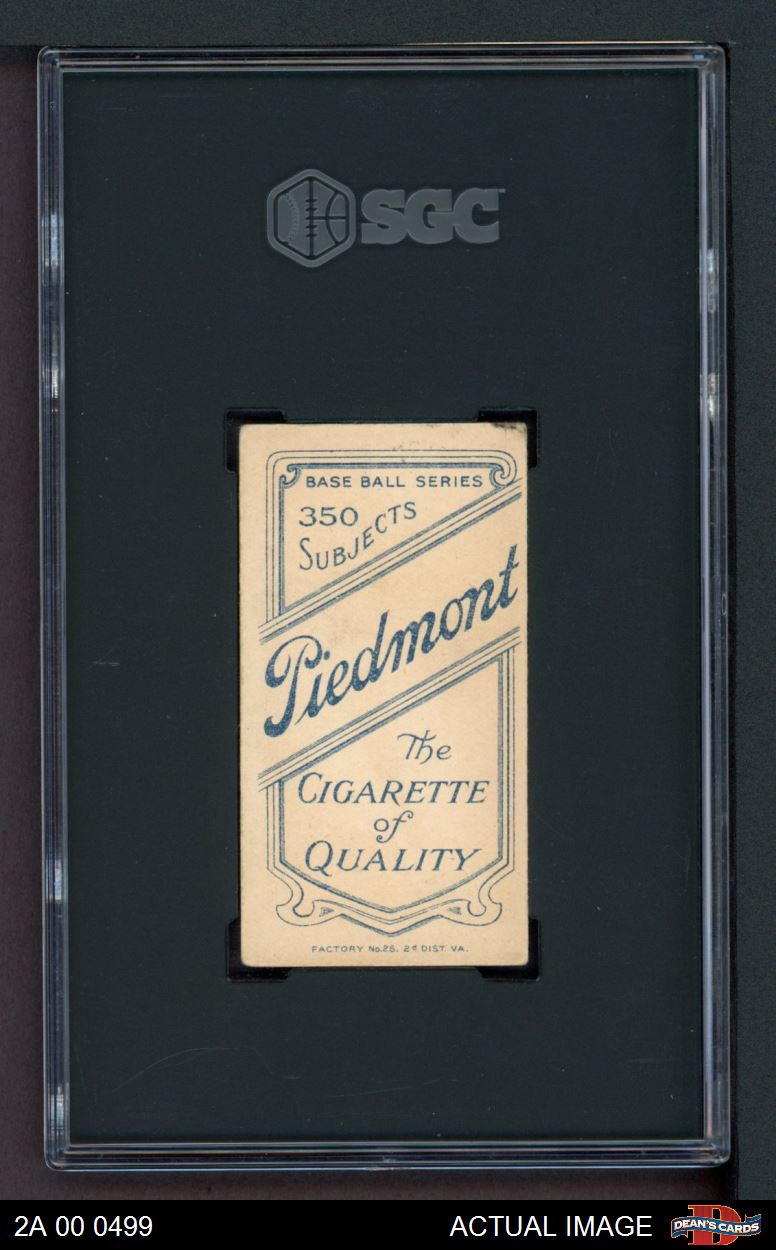 SGC
BASE BALL SERIES
350
SUBJECTS
Piedmont
The
CIGARETTE
of
QUALITY
FACTORY No. 25. 2d DIST. VA.
2A 00 0499
ACTUAL IMAGE
D
DEAN'S CARDS